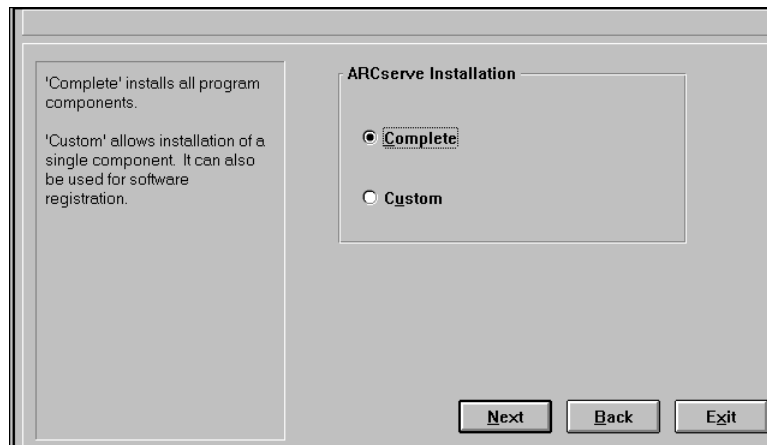 'Complete' installs all program
components.
'Custom' allows installation of a
single component. It can also
be used for software
registration.
ARCserve Installation
Complete
Custom
Next Back Exit